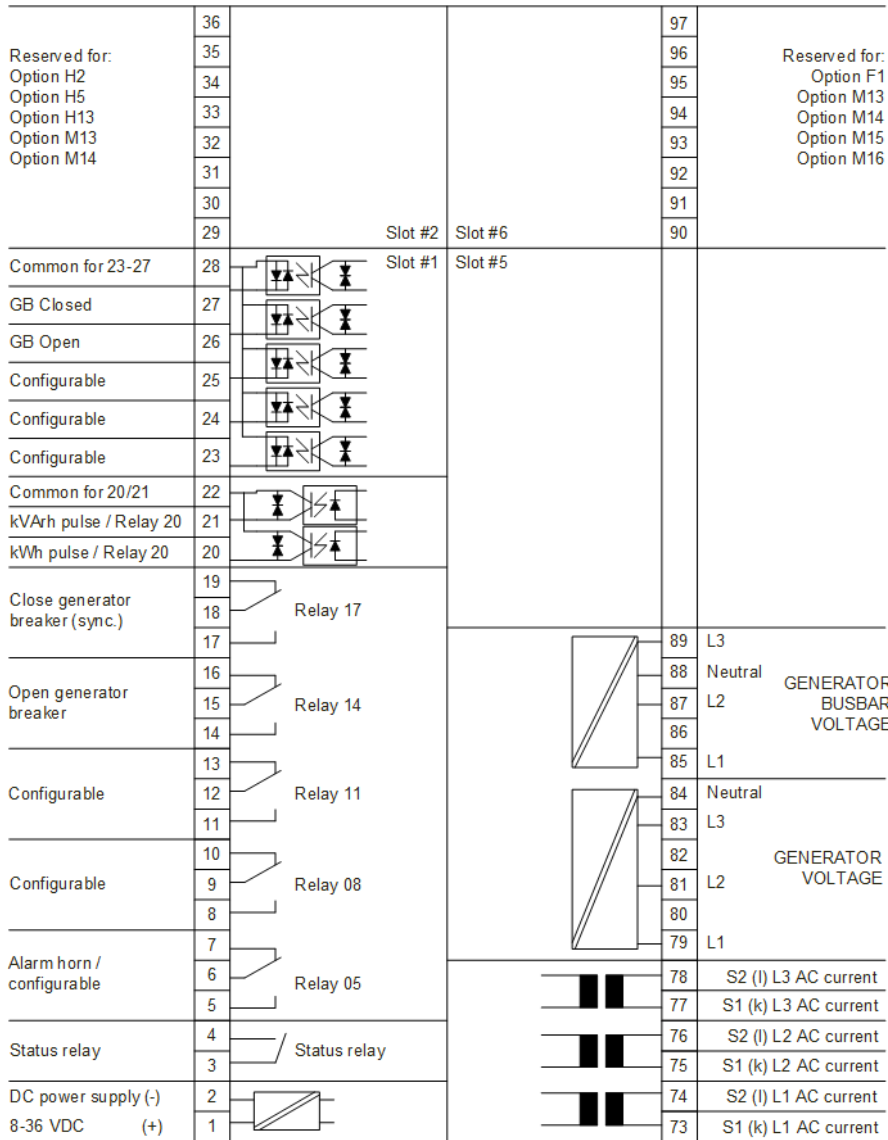 36
35
34
33
32
31
30
29
Reserved for:
Option H2
Option H5
Option H13
Option M13
Option M14
Slot #2
Slot #6
97
96
95
94
93
92
91
90
Reserved for:
Option F1
Option M13
Option M14
Option M15
Option M16
Slot #1
Slot #5
Common for 23-27 28
GB Closed 27
GB Open 26
Configurable 25
Configurable 24
Configurable 23
Common for 20/21 22
kVArh pulse / Relay 20 21
kWh pulse / Relay 20 20
Close generator
breaker (sync.)
19
18
17
Relay 17
Open generator
breaker
16
15
14
Relay 14
Configurable
13
12
11
Relay 11
Configurable
10
9
8
Relay 08
Alarm horn /
configurable
7
6
5
Relay 05
Status relay
4
3
Status relay
DC power supply (-) 2
8-36 VDC (+) 1
89 L3
88 Neutral
87 L2
86
85 L1
GENERATOR
BUSBAR
VOLTAGE
84 Neutral
83 L3
82
81 L2
80
79 L1
GENERATOR
VOLTAGE
78 S2 (l) L3 AC current
77 S1 (k) L3 AC current
76 S2 (l) L2 AC current
75 S1 (k) L2 AC current
74 S2 (l) L1 AC current
73 S1 (k) L1 AC current